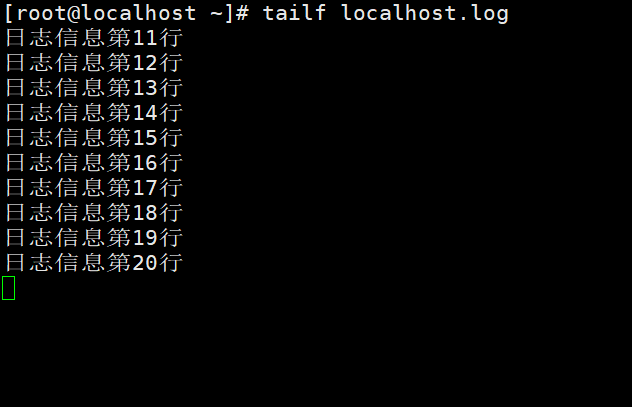 [root@localhost ~]# tailf localhost.log
日志信息第11行
日志信息第12行
日志信息第13行
日志信息第14行
日志信息第15行
日志信息第16行
日志信息第17行
日志信息第18行
日志信息第19行
日志信息第20行